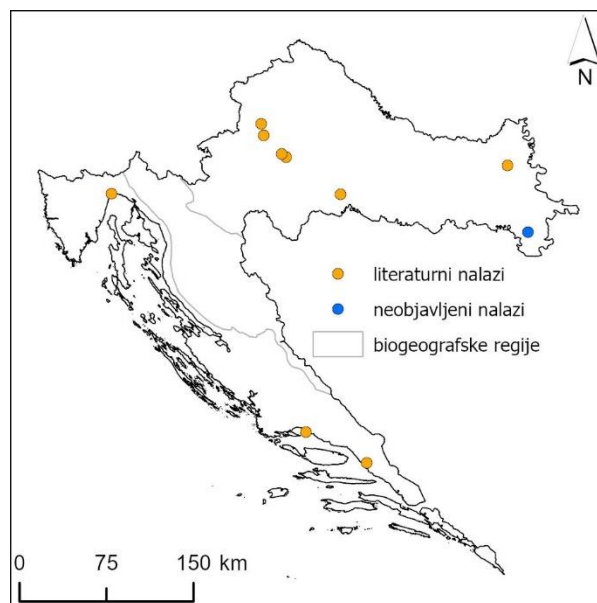 N
literaturni nalazi
neobjavljeni nalazi
biogeografske regije
0 75 150 km